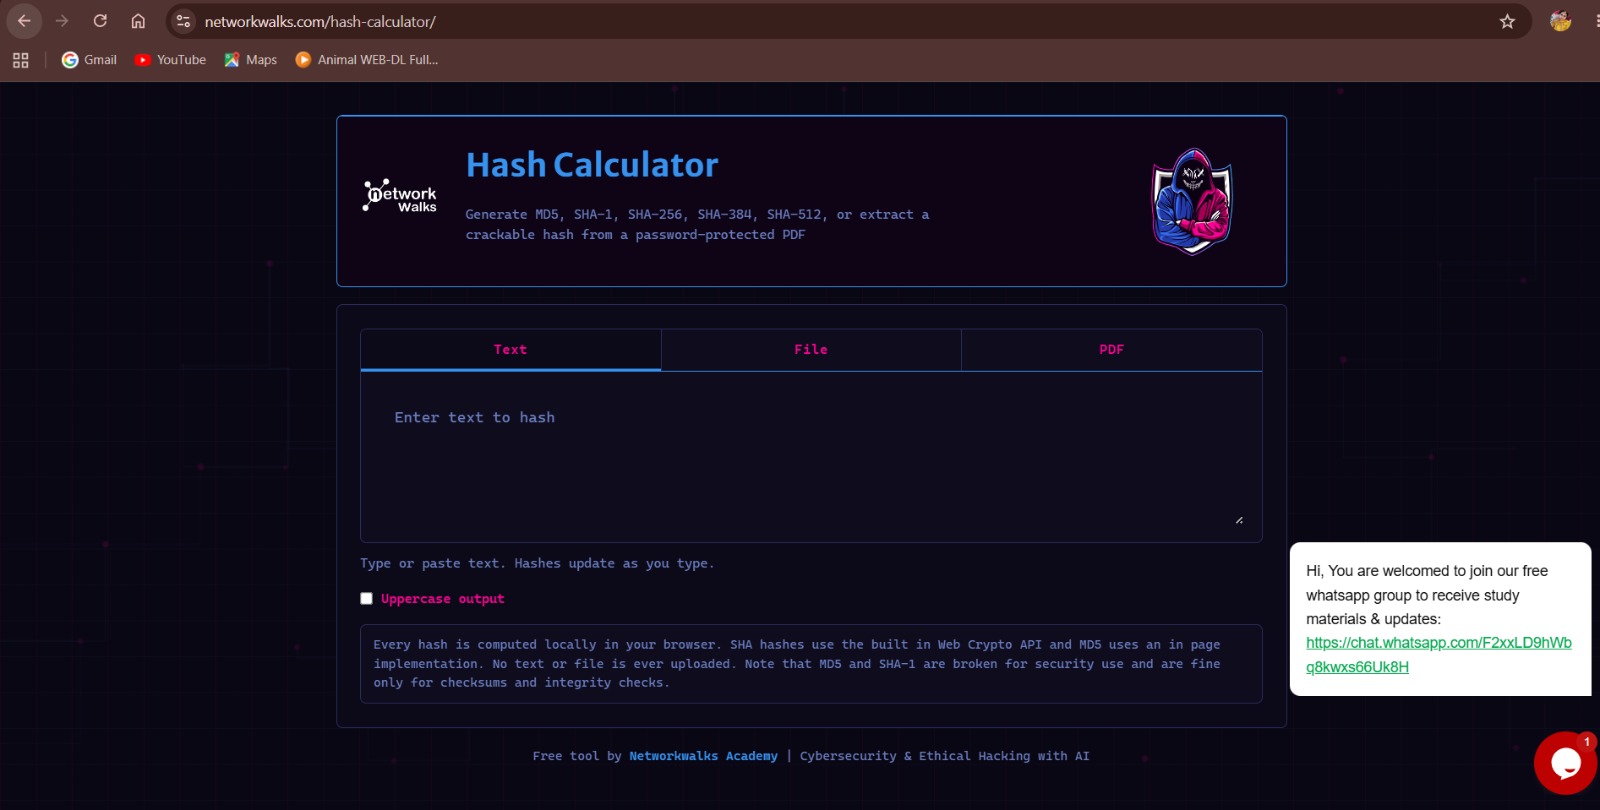 networkwalks.com/hash-calculator/
Gmail
YouTube
Maps
Animal WEB-DL Full...
network
Walks
Hash Calculator
Generate MD5, SHA-1, SHA-256, SHA-384, SHA-512, or extract a
crackable hash from a password-protected PDF
Text
File
PDF
Enter text to hash
Type or paste text. Hashes update as you type.
Uppercase output
Every hash is computed locally in your browser. SHA hashes use the built in Web Crypto API and MD5 uses an in page
implementation. No text or file is ever uploaded. Note that MD5 and SHA-1 are broken for security use and are fine
only for checksums and integrity checks.
Free tool by Networkwalks Academy | Cybersecurity & Ethical Hacking with AI
Hi, You are welcomed to join our free
whatsapp group to receive study
materials & updates:
https://chat.whatsapp.com/F2xxLD9hWb
q8kwxs66Uk8H
1